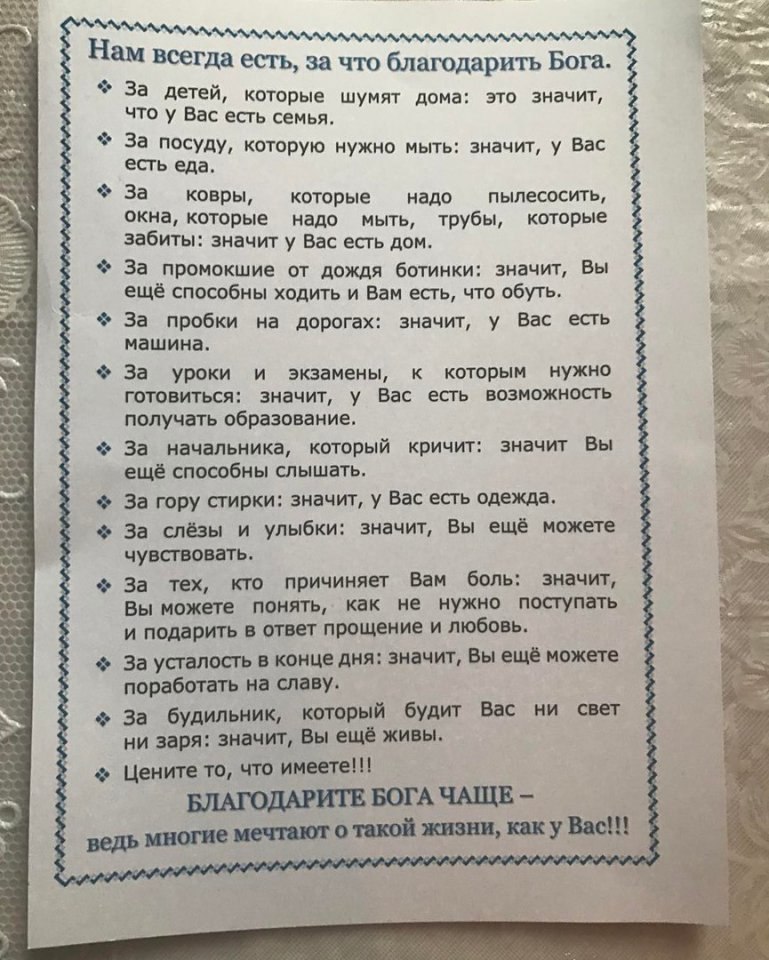 Нам всегда есть, за что благодарить Бога.
❖ За детей, которые шумят дома: это значит,
что у Вас есть семья.
❖ За посуду, которую нужно мыть: значит, у Вас
есть еда.
❖ За ковры, которые надо пылесосить,
окна, которые надо мыть, трубы, которые
забиты: значит у Вас есть дом.
❖ За промокшие от дождя ботинки: значит, Вы
ещё способны ходить и Вам есть, что обуть.
❖ За пробки на дорогах: значит, у Вас есть
машина.
❖ За уроки и экзамены, к которым нужно
готовиться: значит, у Вас есть возможность
получать образование.
❖ За начальника, который кричит: значит Вы
ещё способны слышать.
❖ За гору стирки: значит, у Вас есть одежда.
❖ За слёзы и улыбки: значит, Вы ещё можете
чувствовать.
❖ За тех, кто причиняет Вам боль: значит,
Вы можете понять, как не нужно поступать
и подарить в ответ прощение и любовь.
❖ За усталость в конце дня: значит, Вы ещё можете
поработать на славу.
❖ За будильник, который будит Вас ни свет
ни заря: значит, Вы ещё живы.
❖ Цените то, что имеете!!!
БЛАГОДАРИТЕ БОГА ЧАЩЕ –
ведь многие мечтают о такой жизни, как у Вас!!!